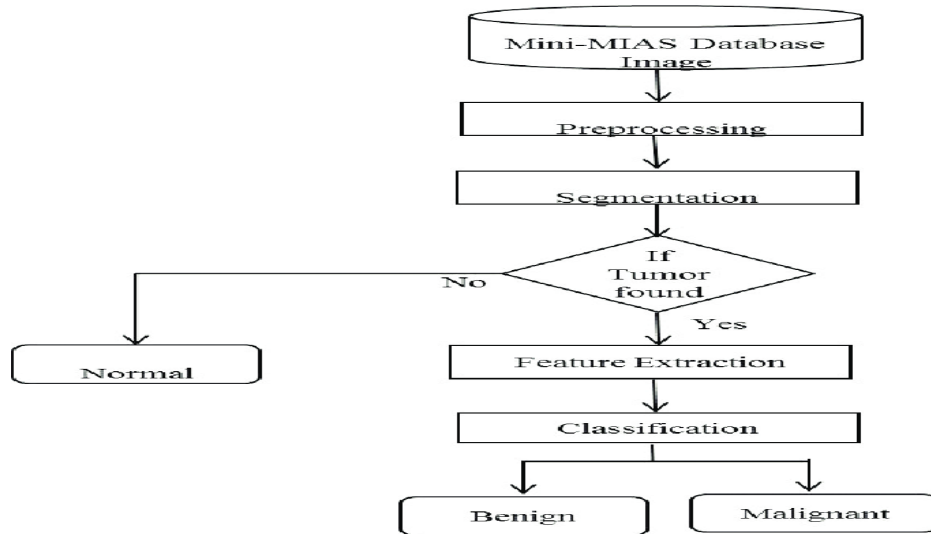 Mini-MIAS Database
Image
Preprocessing
Segmentation
If
Tumor
found
No
Yes
Normal
Feature Extraction
Classification
Benign
Malignant